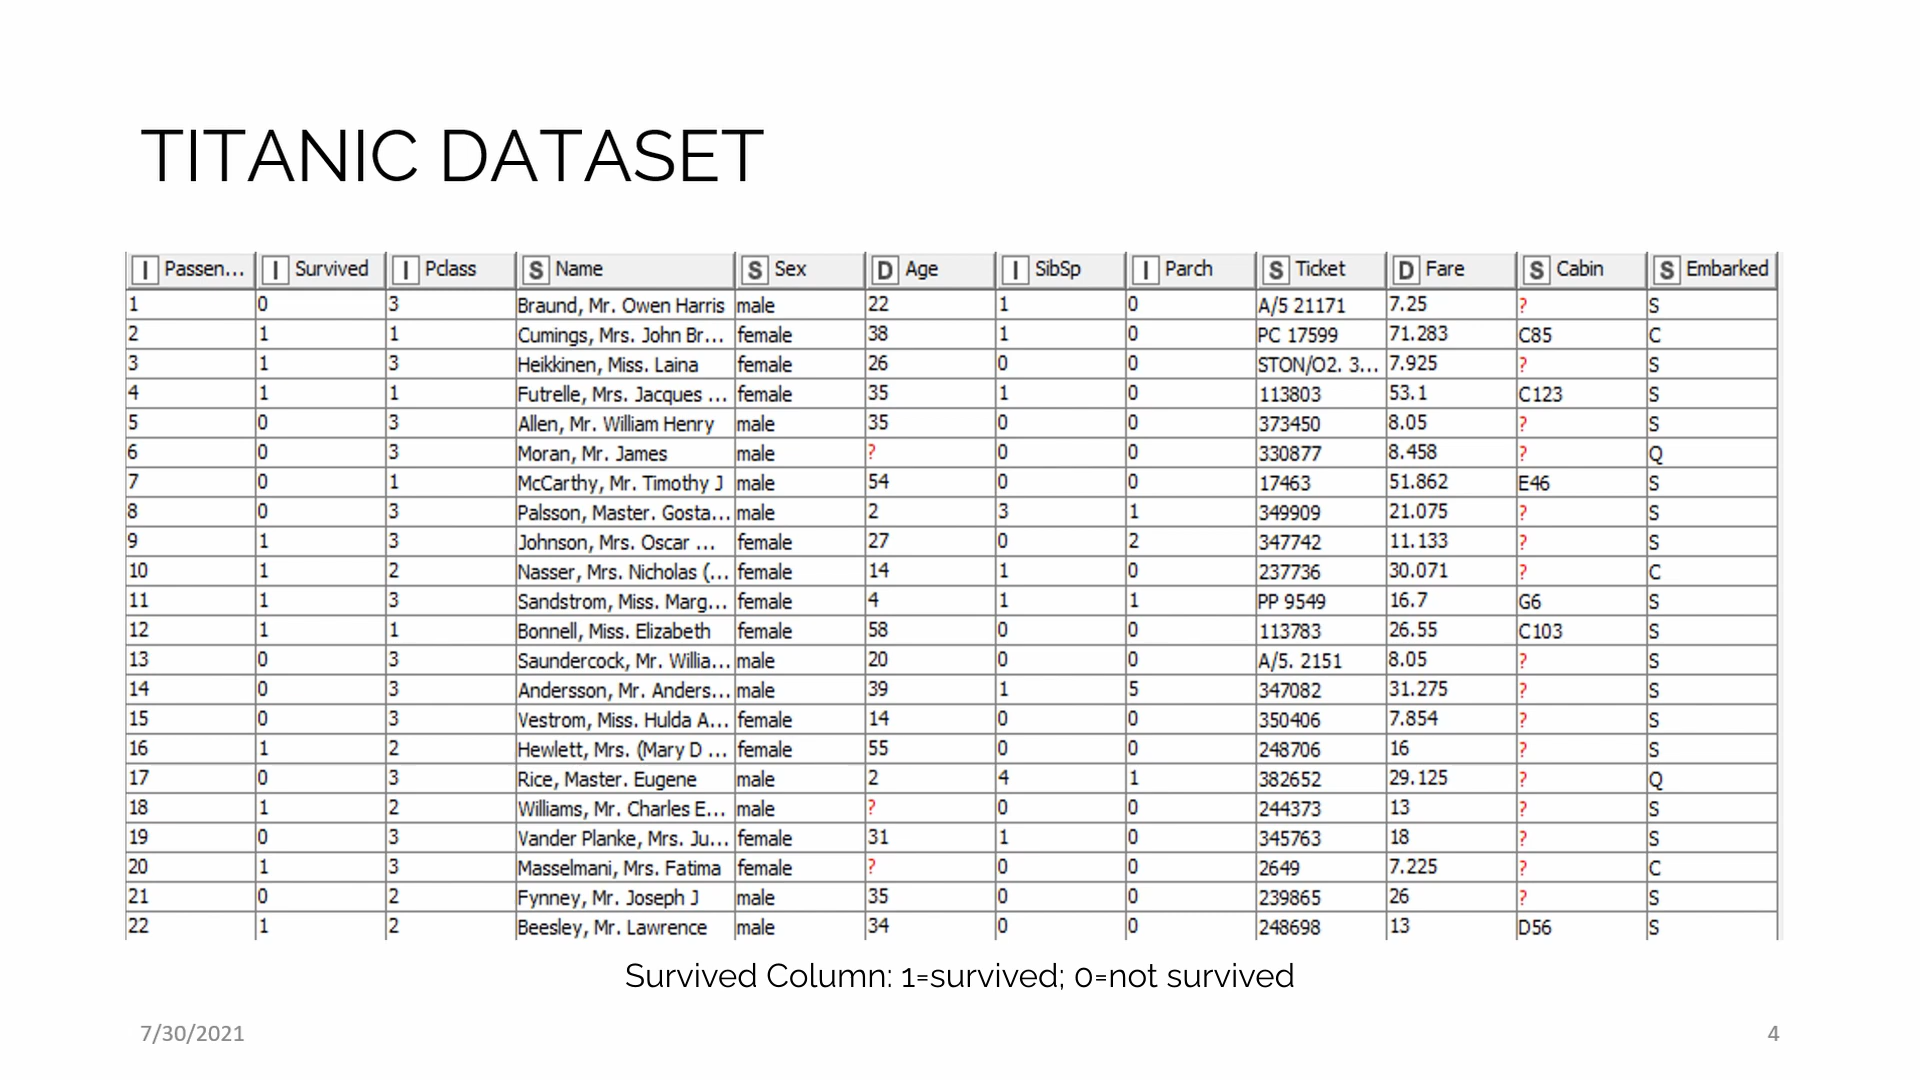 TITANIC DATASET
I Passen... I Survived I Pclass S Name S Sex D Age I SibSp I Parch S Ticket D Fare S Cabin S Embarked
1 0 3 Braund, Mr. Owen Harris male 22 1 0 A/5 21171 7.25 ? S
2 1 1 Cumings, Mrs. John Br... female 38 1 0 PC 17599 71.283 C85 C
3 1 3 Heikkinen, Miss. Laina female 26 0 0 STON/O2. 3... 7.925 ? S
4 1 1 Futrelle, Mrs. Jacques ... female 35 1 0 113803 53.1 C123 S
5 0 3 Allen, Mr. William Henry male 35 0 0 373450 8.05 ? S
6 0 3 Moran, Mr. James male ? 0 0 330877 8.458 ? Q
7 0 1 McCarthy, Mr. Timothy J male 54 0 0 17463 51.862 E46 S
8 0 3 Palsson, Master. Gosta... male 2 3 1 349909 21.075 ? S
9 1 3 Johnson, Mrs. Oscar ... female 27 0 2 347742 11.133 ? S
10 1 2 Nasser, Mrs. Nicholas (... female 14 1 0 237736 30.071 ? C
11 1 3 Sandstrom, Miss. Marg... female 4 1 1 PP 9549 16.7 G6 S
12 1 1 Bonnell, Miss. Elizabeth female 58 0 0 113783 26.55 C103 S
13 0 3 Saundercock, Mr. Willia... male 20 0 0 A/5. 2151 8.05 ? S
14 0 3 Andersson, Mr. Anders... male 39 1 5 347082 31.275 ? S
15 0 3 Vestrom, Miss. Hulda A... female 14 0 0 350406 7.854 ? S
16 1 2 Hewlett, Mrs. (Mary D ... female 55 0 0 248706 16 ? S
17 0 3 Rice, Master. Eugene male 2 4 1 382652 29.125 ? Q
18 1 2 Williams, Mr. Charles E... male ? 0 0 244373 13 ? S
19 0 3 Vander Planke, Mrs. Ju... female 31 1 0 345763 18 ? S
20 1 3 Masselmani, Mrs. Fatima female ? 0 0 2649 7.225 ? C
21 0 2 Fynney, Mr. Joseph J male 35 0 0 239865 26 ? S
22 1 2 Beesley, Mr. Lawrence male 34 0 0 248698 13 D56 S
Survived Column: 1=survived; 0=not survived
7/30/2021
4